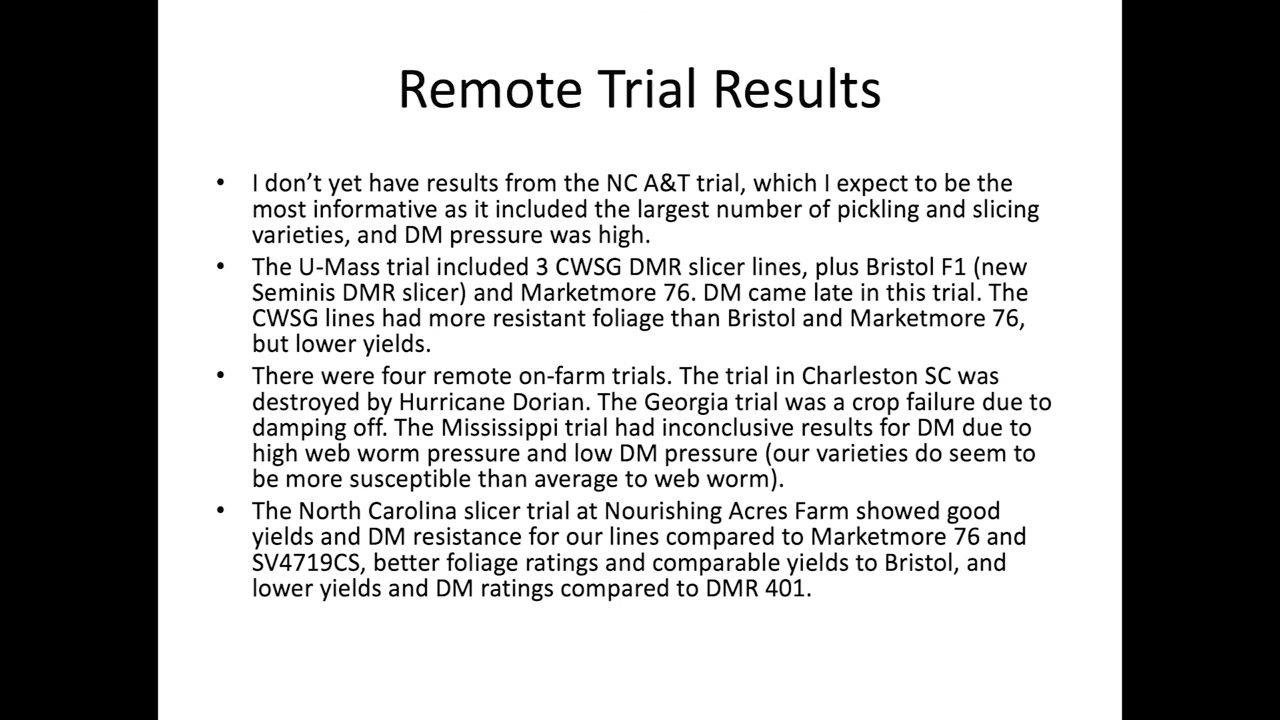 Remote Trial Results
• I don’t yet have results from the NC A&T trial, which I expect to be the
most informative as it included the largest number of pickling and slicing
varieties, and DM pressure was high.
• The U-Mass trial included 3 CWSG DMR slicer lines, plus Bristol F1 (new
Seminis DMR slicer) and Marketmore 76. DM came late in this trial. The
CWSG lines had more resistant foliage than Bristol and Marketmore 76,
but lower yields.
• There were four remote on-farm trials. The trial in Charleston SC was
destroyed by Hurricane Dorian. The Georgia trial was a crop failure due to
damping off. The Mississippi trial had inconclusive results for DM due to
high web worm pressure and low DM pressure (our varieties do seem to
be more susceptible than average to web worm).
• The North Carolina slicer trial at Nourishing Acres Farm showed good
yields and DM resistance for our lines compared to Marketmore 76 and
SV4719CS, better foliage ratings and comparable yields to Bristol, and
lower yields and DM ratings compared to DMR 401.